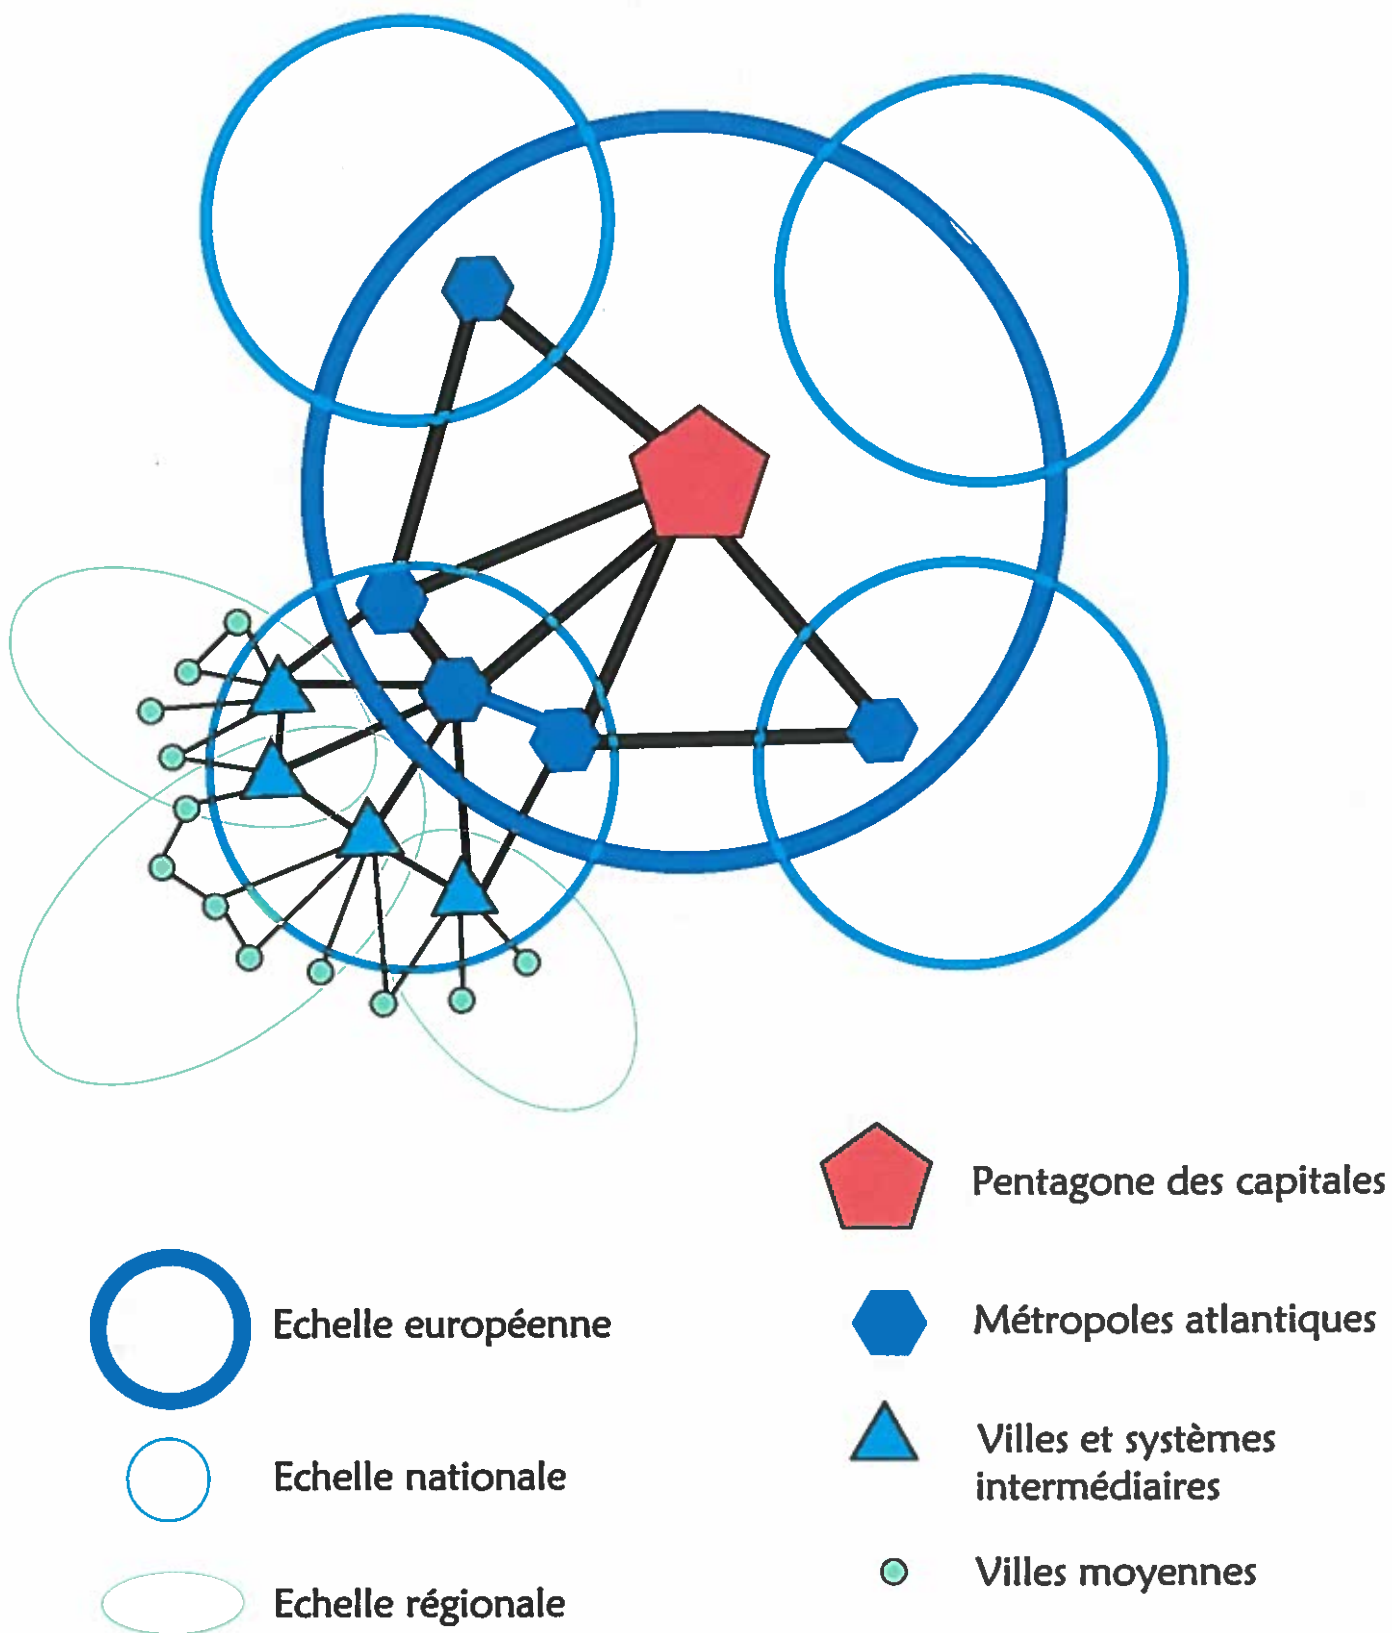 Pentagone des capitales
Echelle européenne
Métropoles atlantiques
Echelle nationale
Villes et systèmes
intermédiaires
Echelle régionale
Villes moyennes